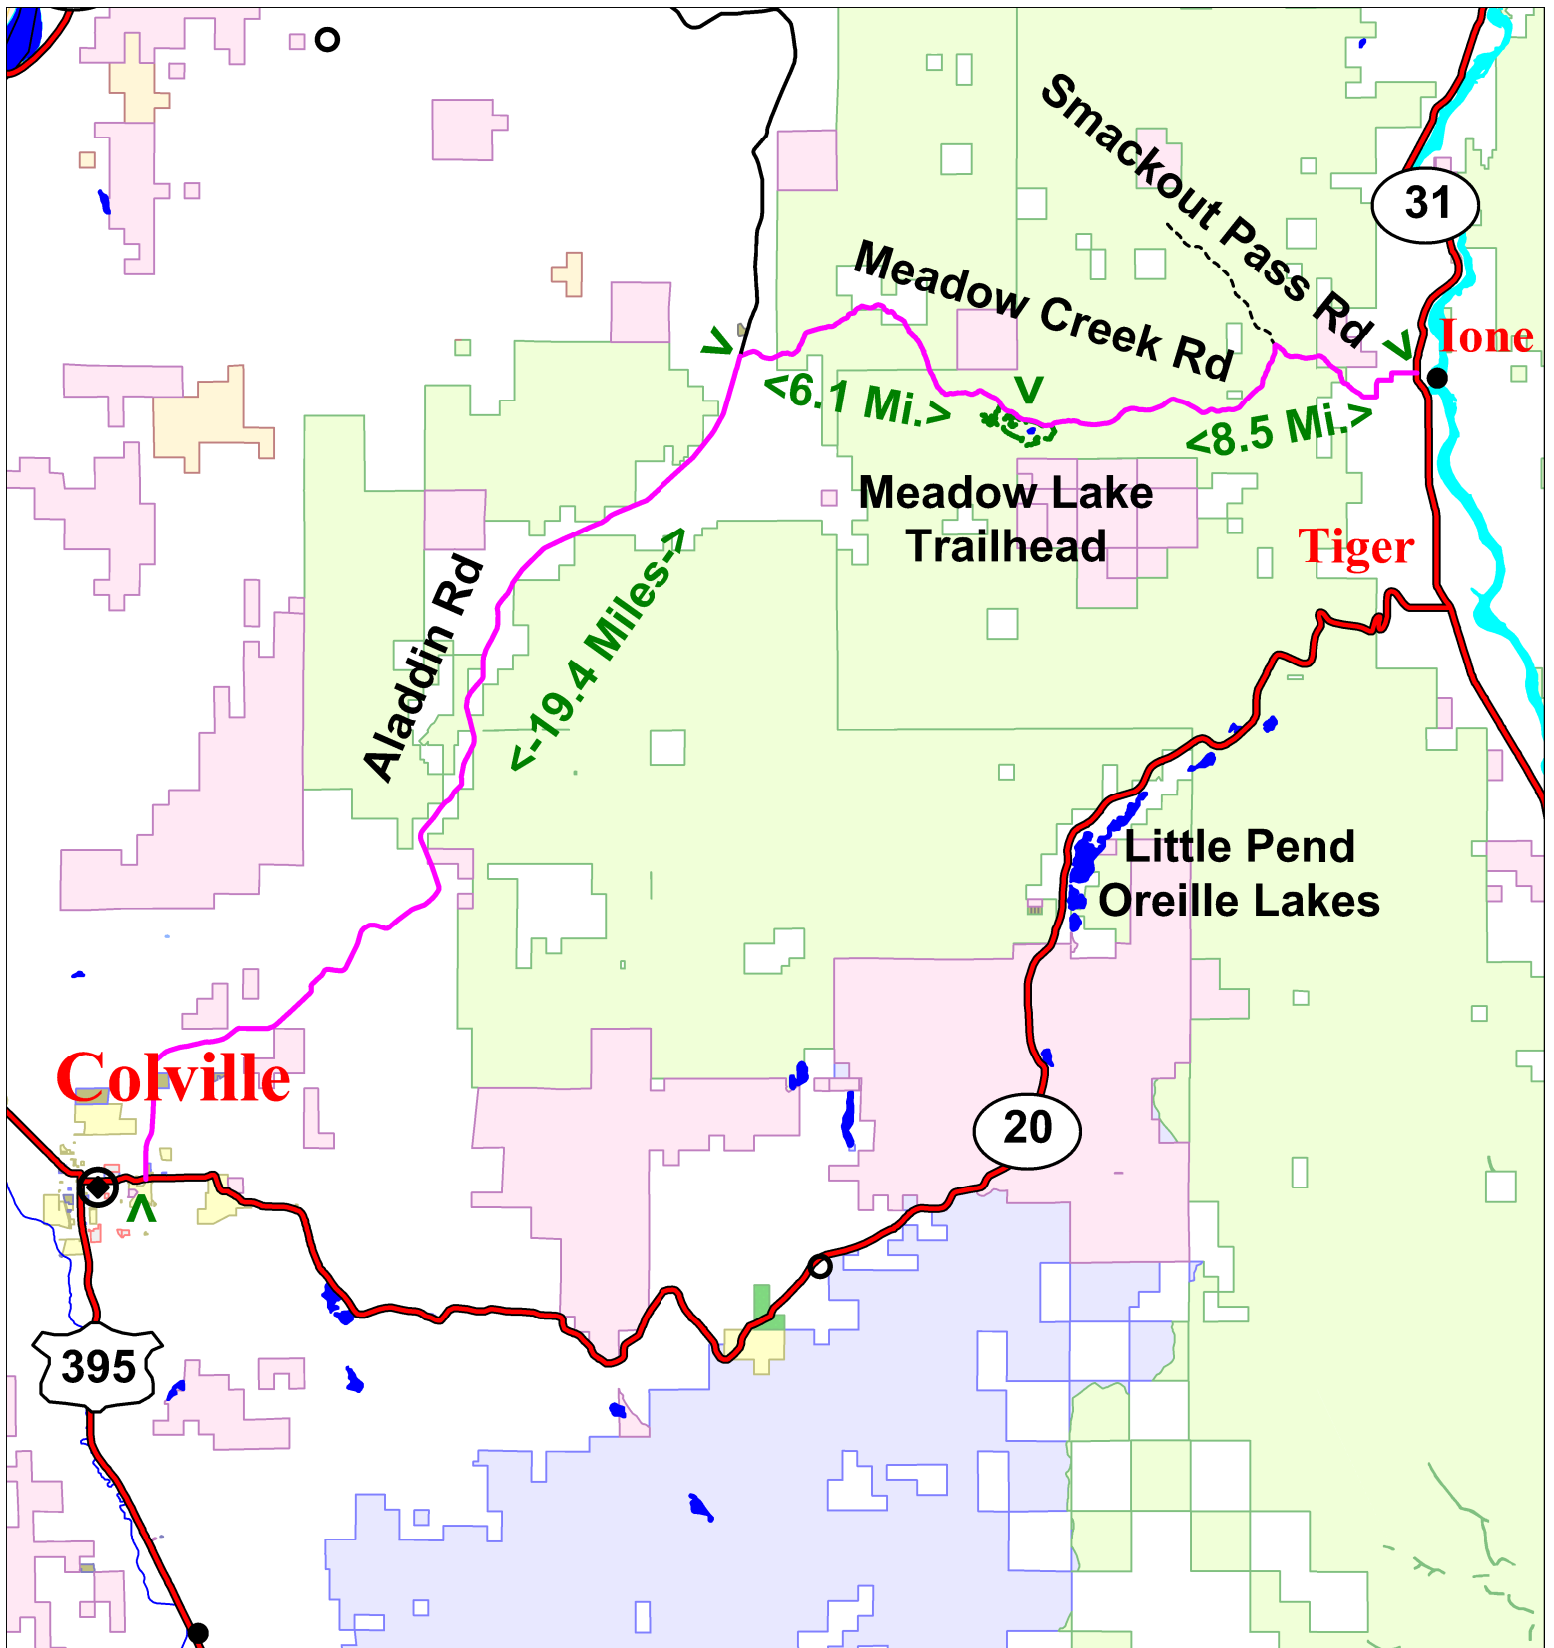 Smackout Pass Rd
31
Meadow Creek Rd
Ione
<6.1 Mi.>
<8.5 Mi.>
Meadow Lake
Trailhead
Tiger
Aladdin Rd
<-19.4 Miles->
Little Pend
Oreille Lakes
Colville
20
395